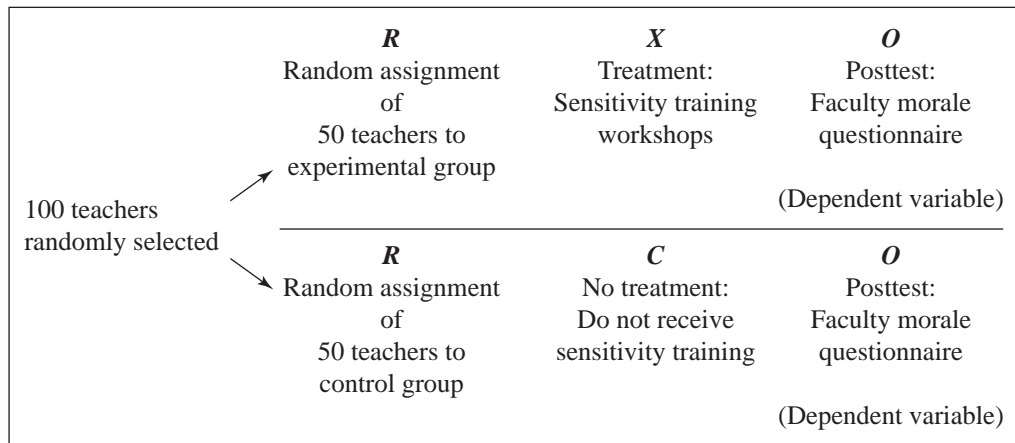 R
Random assignment
of
50 teachers to
experimental group
X
Treatment:
Sensitivity training
workshops
O
Posttest:
Faculty morale
questionnaire
(Dependent variable)
100 teachers
randomly selected
R
Random assignment
of
50 teachers to
control group
C
No treatment:
Do not receive
sensitivity training
O
Posttest:
Faculty morale
questionnaire
(Dependent variable)